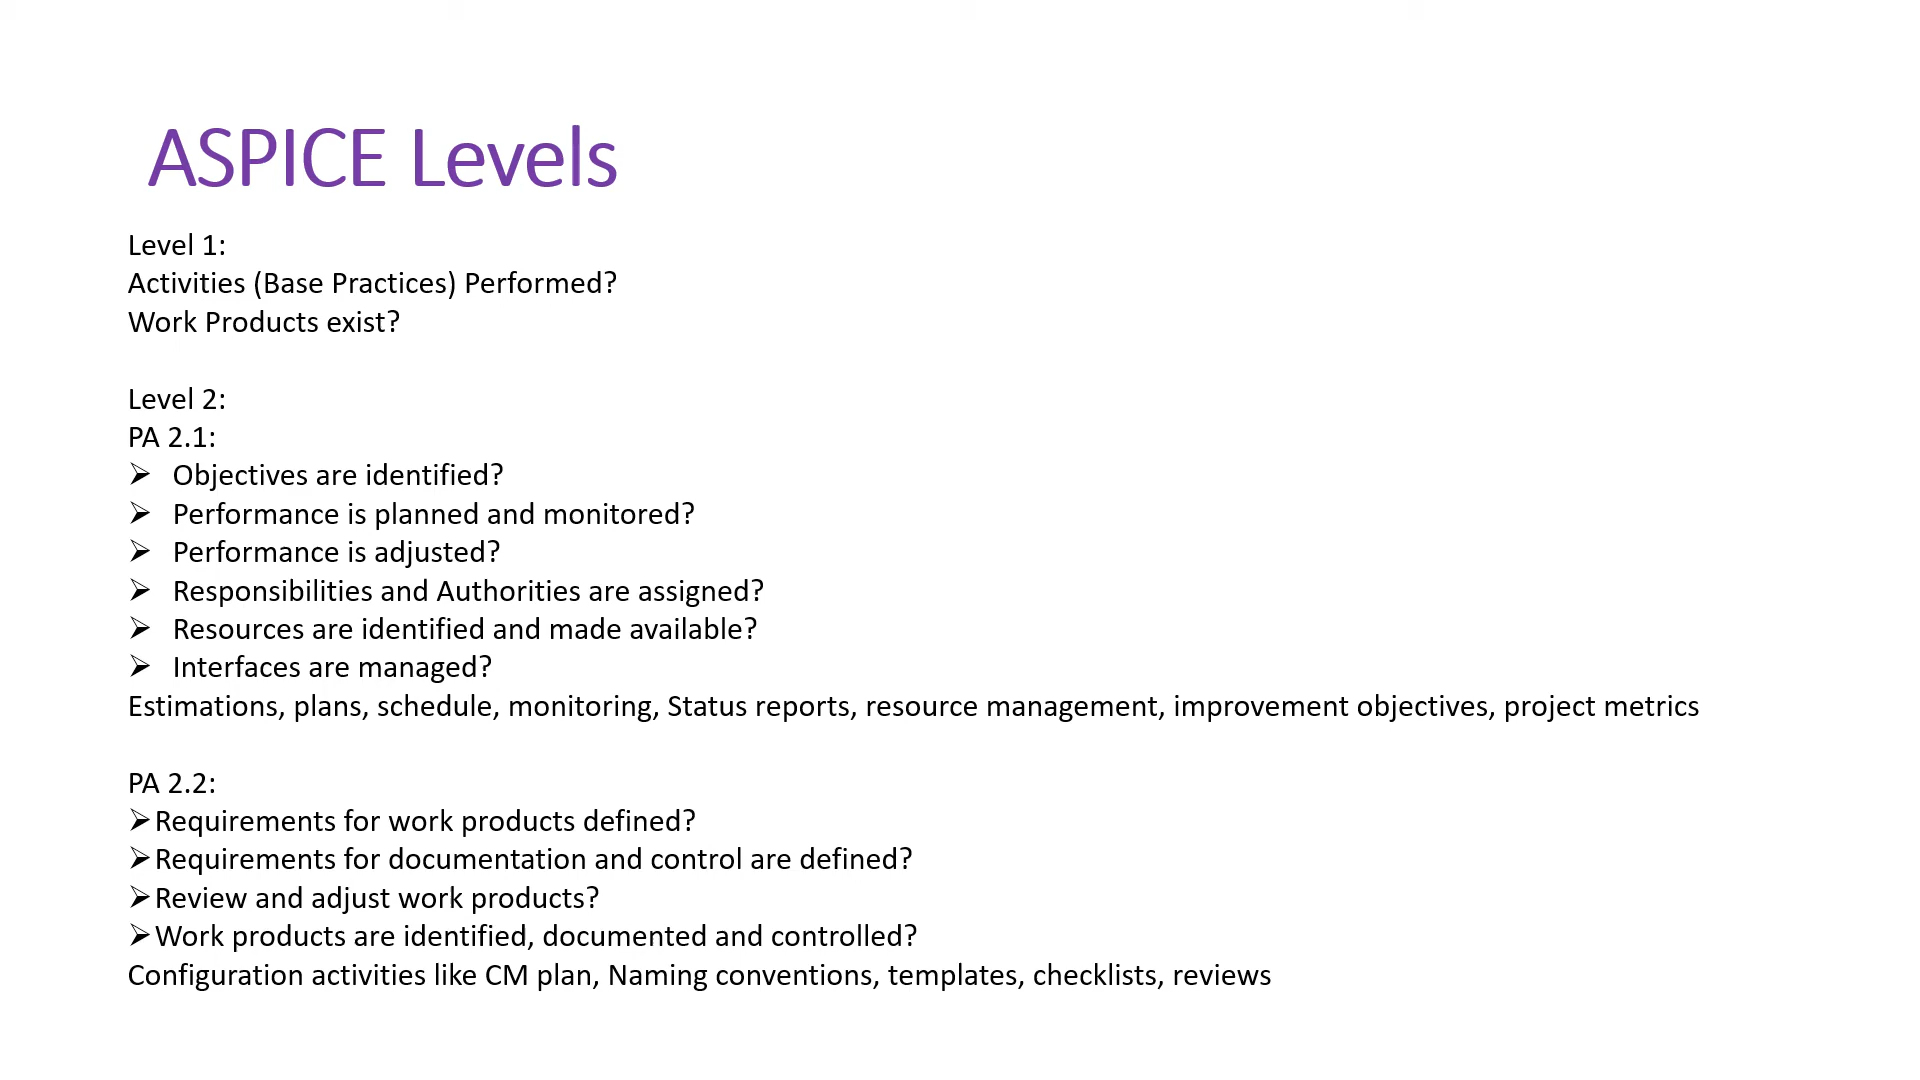 ASPICE Levels
Level 1:
Activities (Base Practices) Performed?
Work Products exist?
Level 2:
PA 2.1:
➢ Objectives are identified?
➢ Performance is planned and monitored?
➢ Performance is adjusted?
➢ Responsibilities and Authorities are assigned?
➢ Resources are identified and made available?
➢ Interfaces are managed?
Estimations, plans, schedule, monitoring, Status reports, resource management, improvement objectives, project metrics
PA 2.2:
➢Requirements for work products defined?
➢Requirements for documentation and control are defined?
➢Review and adjust work products?
➢Work products are identified, documented and controlled?
Configuration activities like CM plan, Naming conventions, templates, checklists, reviews